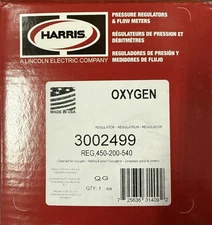 HARRIS
A LINCOLN ELECTRIC COMPANY
PRESSURE REGULATORS
& FLOW METERS
RÉGULATEURS DE PRESSION ET
DÉBITMÈTRES
REGULADORES DE PRESIÓN Y
MEDIDORES DE FLUJO
MADE IN USA
OXYGEN
REGULATOR - RÉGULATEUR - REGULADOR
3002499
REG,450-200-540
QG
QTY: 1